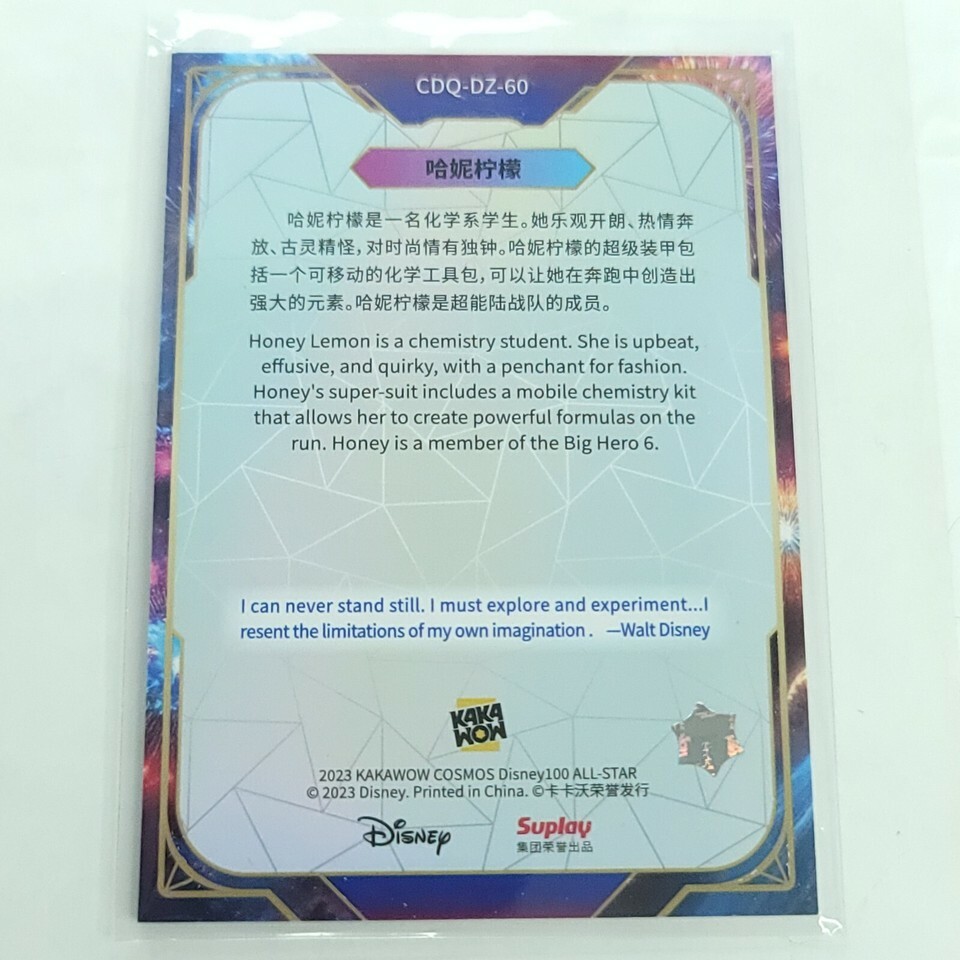 CDQ-DZ-60
哈妮柠檬
哈妮柠檬是一名化学系学生。她乐观开朗、热情奔
放、古灵精怪，对时尚情有独钟。哈妮柠檬的超级装甲包
括一个可移动的化学工具包，可以让她在奔跑中创造出
强大的元素。哈妮柠檬是超能陆战队的成员。
Honey Lemon is a chemistry student. She is upbeat,
effusive, and quirky, with a penchant for fashion.
Honey's super-suit includes a mobile chemistry kit
that allows her to create powerful formulas on the
run. Honey is a member of the Big Hero 6.
I can never stand still. I must explore and experiment...I
resent the limitations of my own imagination. —Walt Disney
KAKA
WOW
2023 KAKAWOW COSMOS Disney100 ALL-STAR
© 2023 Disney. Printed in China. ©卡卡沃荣誉发行
Disney
Suplay
集团荣誉出品